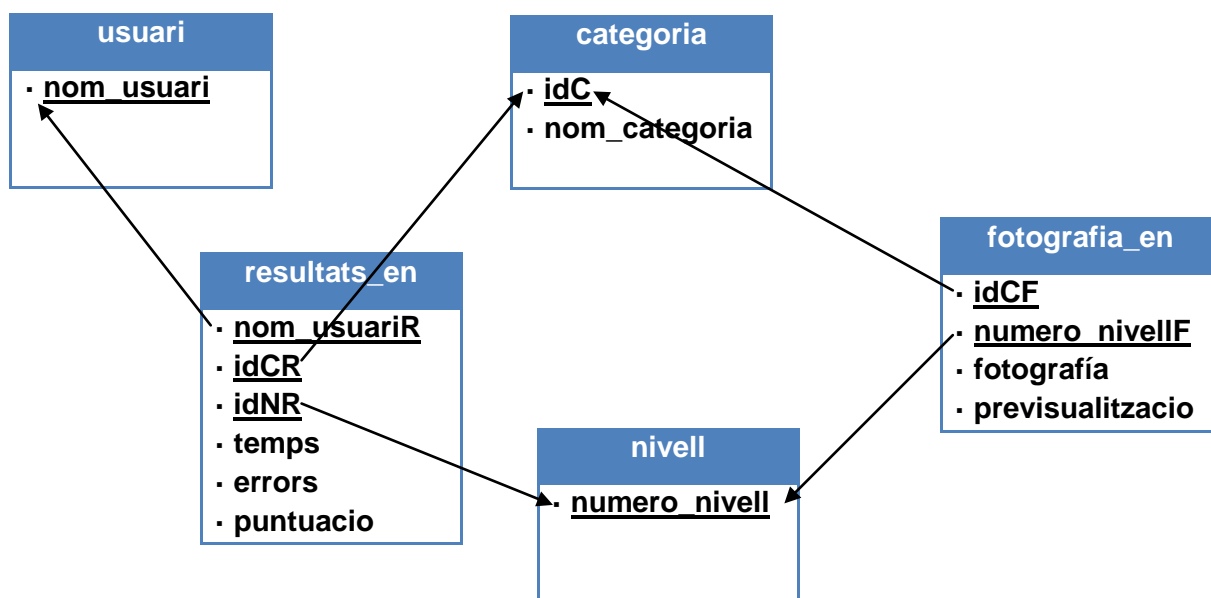 usuari
· nom_usuari
categoria
· idC
· nom_categoria
resultats_en
· nom_usuariR
· idCR
· idNR
· temps
· errors
· puntuacio
fotografia_en
· idCF
· numero_nivellF
· fotografía
· previsualitzacio
nivell
· numero_nivell